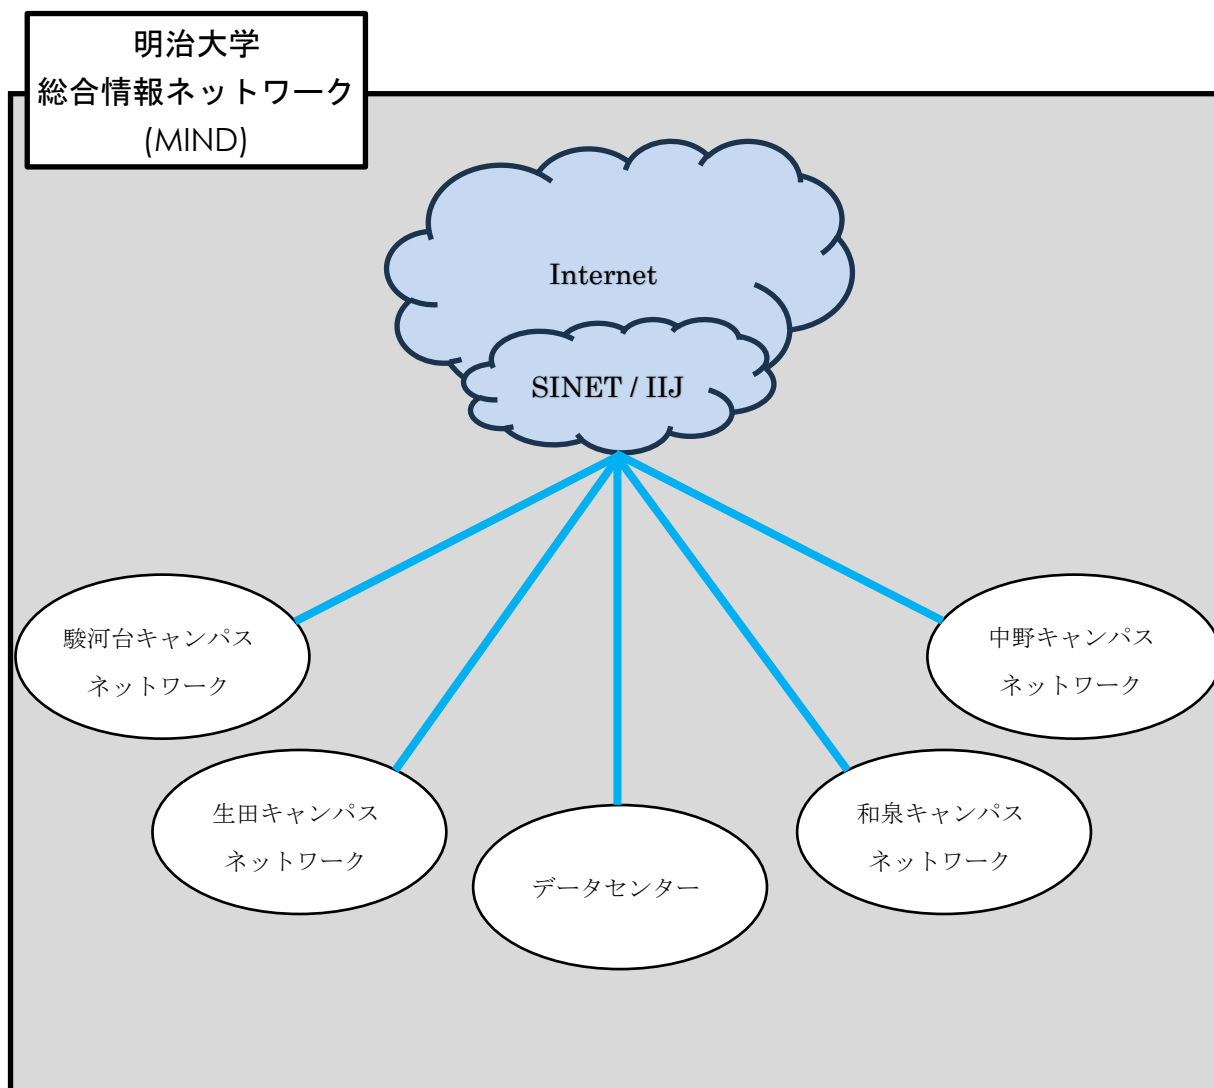 明治大学
総合情報ネットワーク
(MIND)
Internet
SINET / IIJ
駿河台キャンパス
ネットワーク
中野キャンパス
ネットワーク
生田キャンパス
ネットワーク
和泉キャンパス
ネットワーク
データセンター